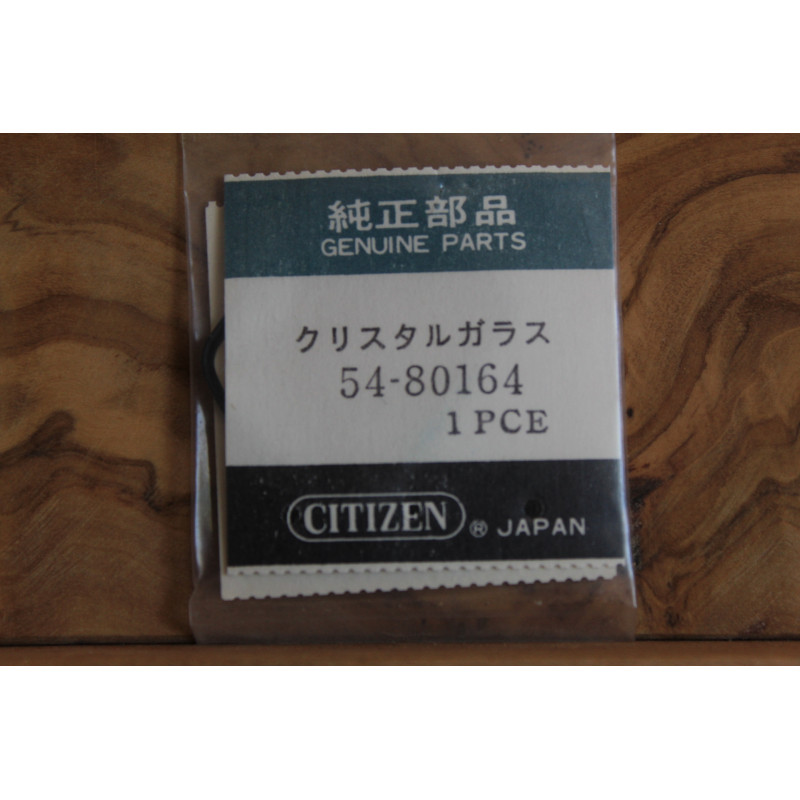 純正部品
GENUINE PARTS
クリスタルガラス
54-80164
1 PCE
CITIZEN ® JAPAN